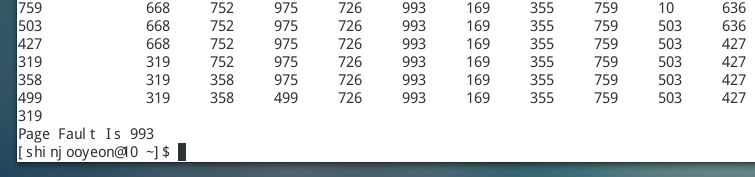 759 668 752 975 726 993 169 355 759 10 636
503 668 752 975 726 993 169 355 759 503 636
427 668 752 975 726 993 169 355 759 503 427
319 319 752 975 726 993 169 355 759 503 427
358 319 358 975 726 993 169 355 759 503 427
499 319 358 499 726 993 169 355 759 503 427
319
Page Fault Is 993
[shinjooyeon@10 ~]$